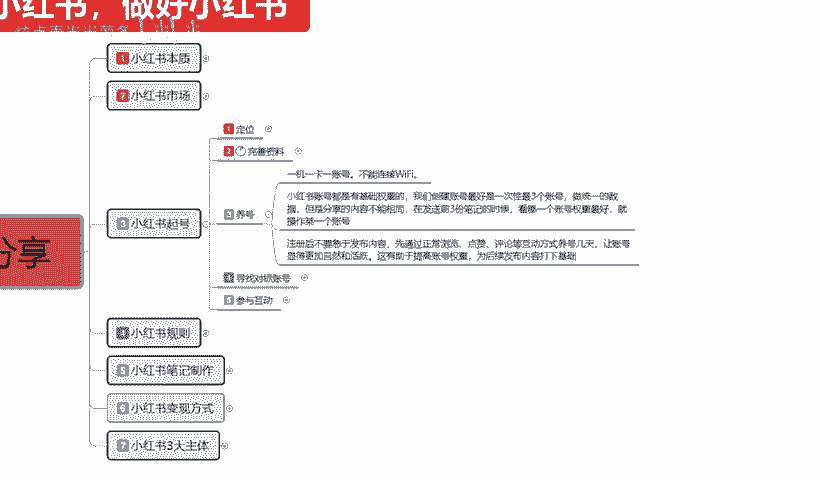 小红书，做好小红书
分享
1 小红书本质
2 小红书市场
3 小红书起号
1 定位
2 完善资料
3 养号
一机一卡一账号。不能连接WiFi。
小红书账号都是有基础权重的，我们创建账号最好是一次性最3个账号，做统一的数
据。但是分享的内容不能相同，在发送前3份笔记的时候，看哪一个账号权重最好，就
操作某一个账号
注册后不要急于发布内容，先通过正常浏览、点赞、评论等互动方式养号几天，让账号
显得更加自然和活跃。这有助于提高账号权重，为后续发布内容打下基础
4 寻找对标账号
5 参与互动
4 小红书规则
5 小红书笔记制作
6 小红书变现方式
7 小红书3大主体